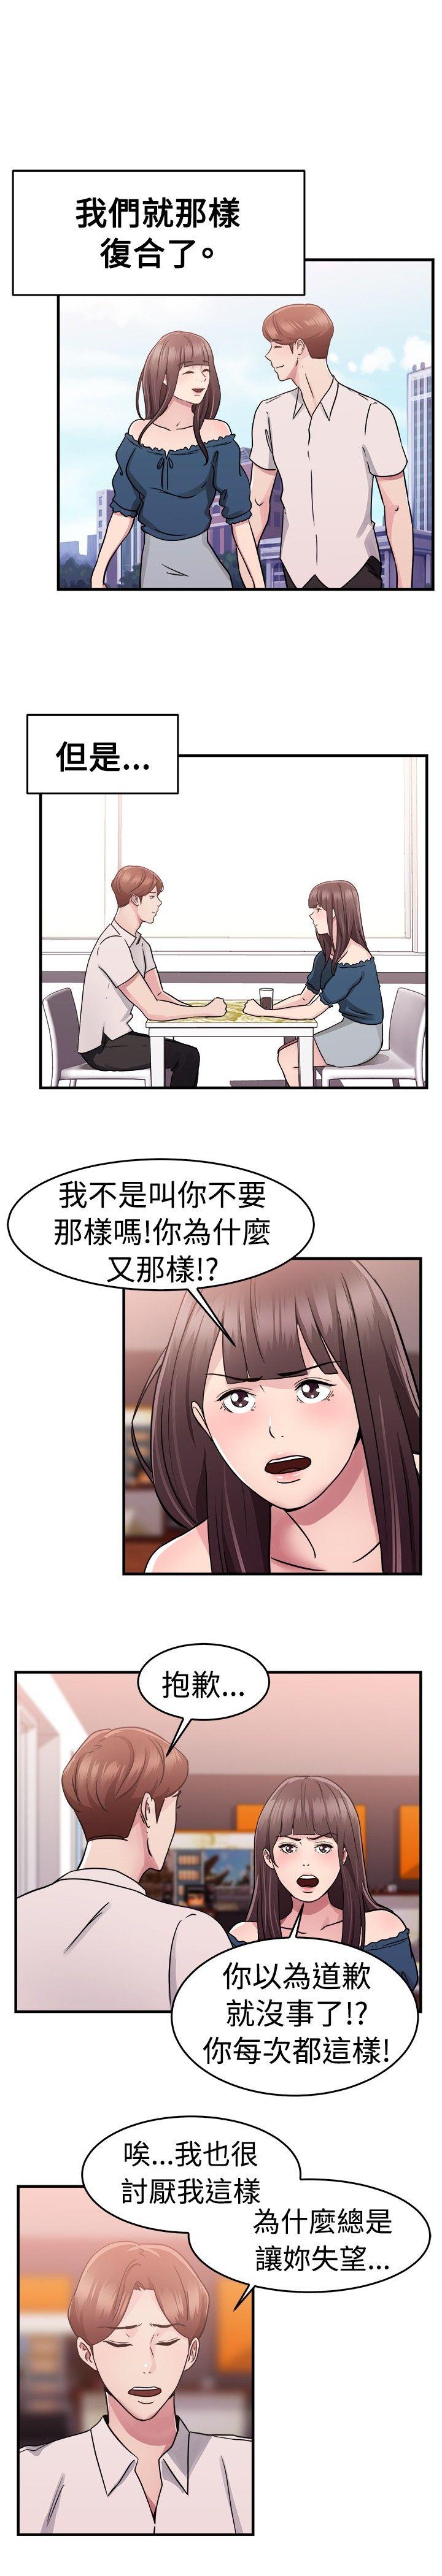 我們就那樣
復合了。
但是...
我不是叫你不要
那樣嗎!你為什麼
又那樣!?
抱歉...
你以為道歉
就沒事了!?
你每次都這樣!
唉...我也很
討厭我這樣
為什麼總是
讓妳失望...